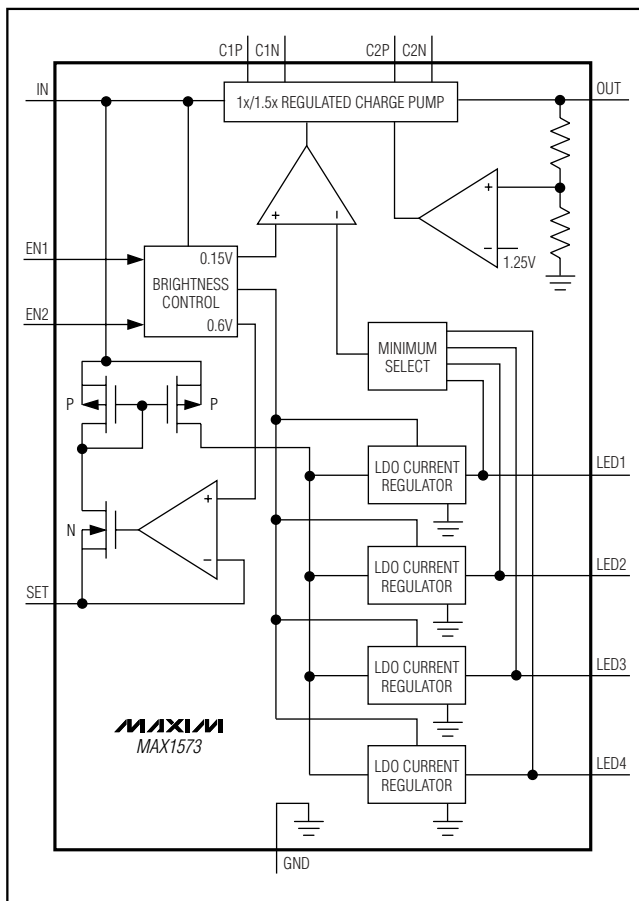 C1P C1N C2P C2N
IN
1x/1.5x REGULATED CHARGE PUMP
OUT
+ –
+
–
1.25V
EN1
0.15V
BRIGHTNESS
CONTROL
EN2
0.6V
MINIMUM
SELECT
P P
LDO CURRENT
REGULATOR
LED1
+
N
–
LDO CURRENT
REGULATOR
LED2
SET
LDO CURRENT
REGULATOR
LED3
MAXIM
MAX1573
LDO CURRENT
REGULATOR
LED4
GND